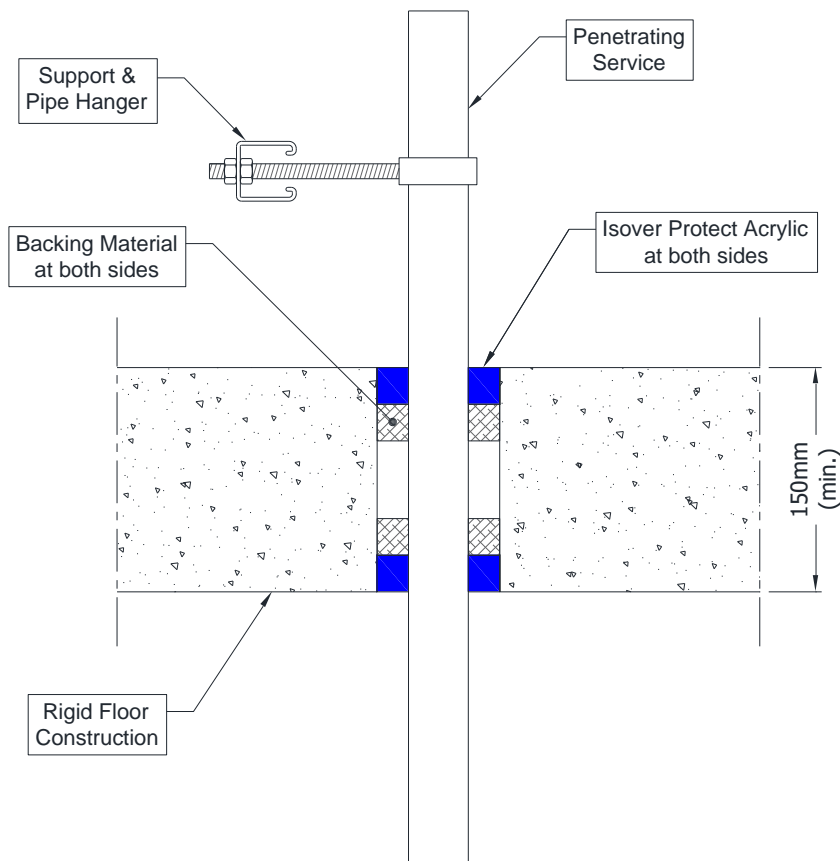 Penetrating
Service
Support &
Pipe Hanger
Isover Protect Acrylic
at both sides
Backing Material
at both sides
150mm
(min.)
Rigid Floor
Construction